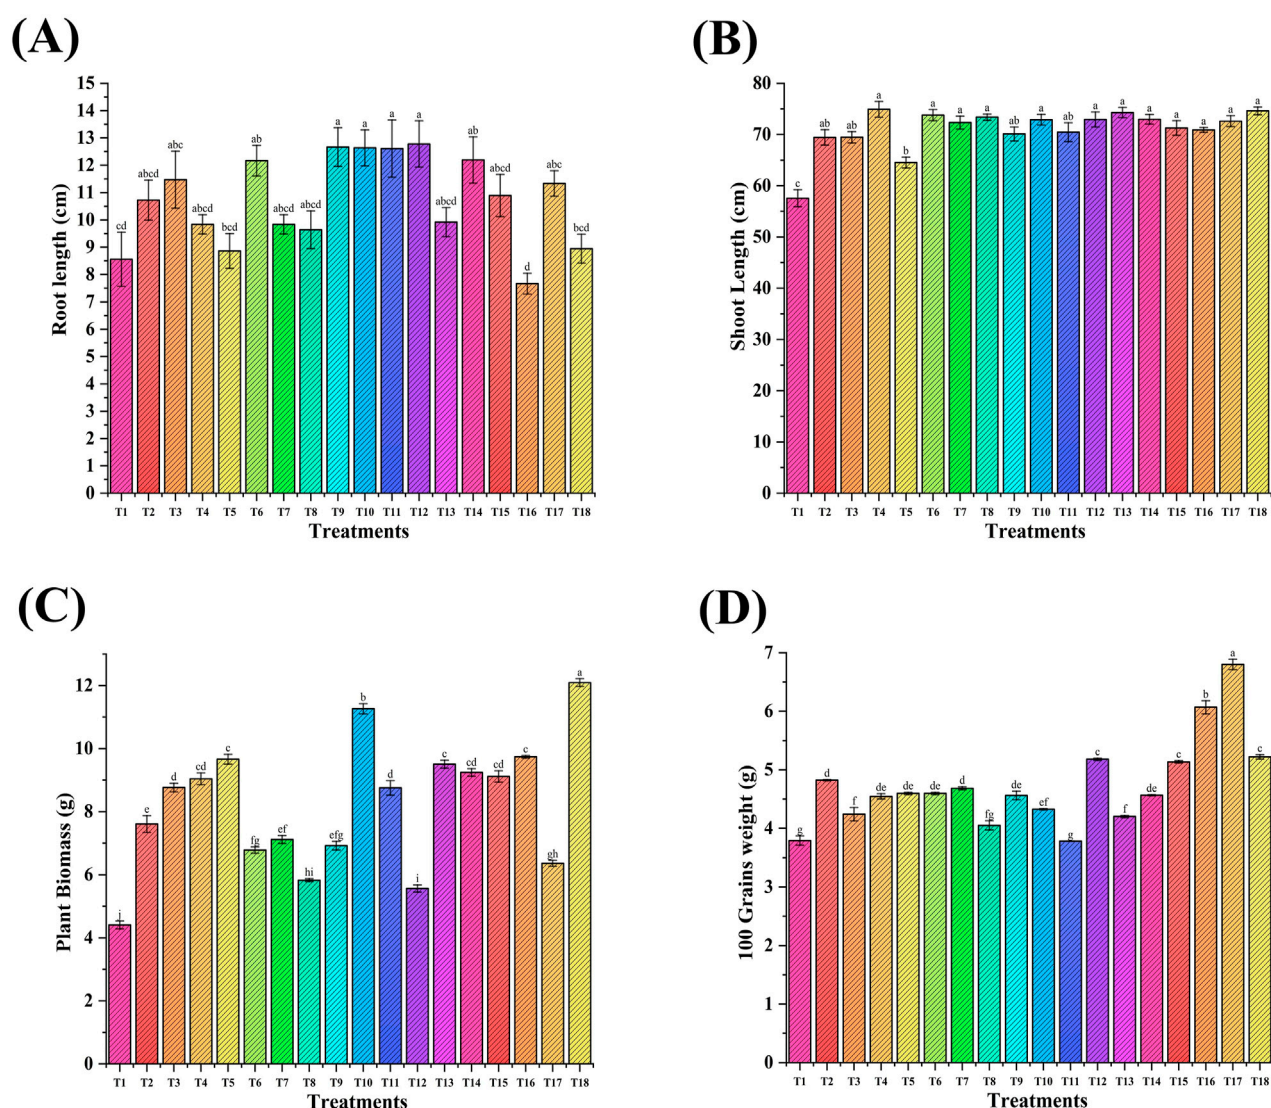 (A)
Root length (cm)
15
14
13
12
11
10
9
8
7
6
5
4
3
2
1
0
cd
abcd
abc
abcd
bcd
ab
abcd
abcd
a
a
a
a
abcd
ab
abcd
d
abc
bcd
T1 T2 T3 T4 T5 T6 T7 T8 T9 T10 T11 T12 T13 T14 T15 T16 T17 T18
Treatments
(B)
Shoot Length (cm)
80
70
60
50
40
30
20
10
0
c
ab
ab
a
b
a
a
a
ab
a
ab
a
a
a
a
a
a
a
T1 T2 T3 T4 T5 T6 T7 T8 T9 T10 T11 T12 T13 T14 T15 T16 T17 T18
Treatments
(C)
Plant Biomass (g)
12
10
8
6
4
2
0
j
e
d
cd
c
fg
ef
hi
efg
b
d
i
c
cd
cd
c
gh
a
T1 T2 T3 T4 T5 T6 T7 T8 T9 T10 T11 T12 T13 T14 T15 T16 T17 T18
Treatments
(D)
100 Grains weight (g)
7
6
5
4
3
2
1
0
g
d
f
de
de
de
d
fg
de
ef
g
c
f
de
c
b
a
c
T1 T2 T3 T4 T5 T6 T7 T8 T9 T10 T11 T12 T13 T14 T15 T16 T17 T18
Treatments